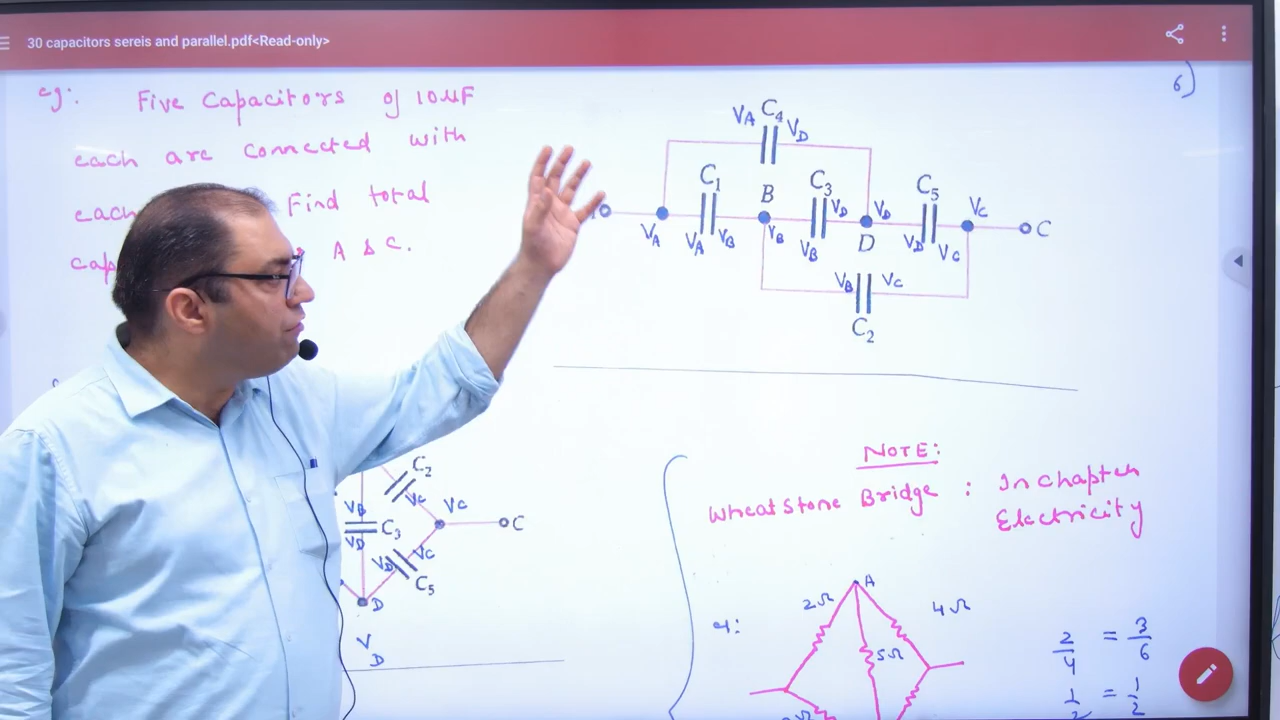 30 capacitors sereis and parallel.pdf<Read-only>
6)
eg: Five Capacitors of 10µF
each are connected with
each Find total
cap A & C.
C4
VA VD
C1 B C3 C5 VC
VD VD
C
VA VA VB VB VB D VD VC
VB VC
C2
C2
VC VC
VB C
VD C3
VD VC
C5
D
V
D
NOTE:
Wheat Stone Bridge : In Chapter
Electricity
A
2Ω 4Ω
5Ω
2/4 = 3/6
1/2 = 1/2